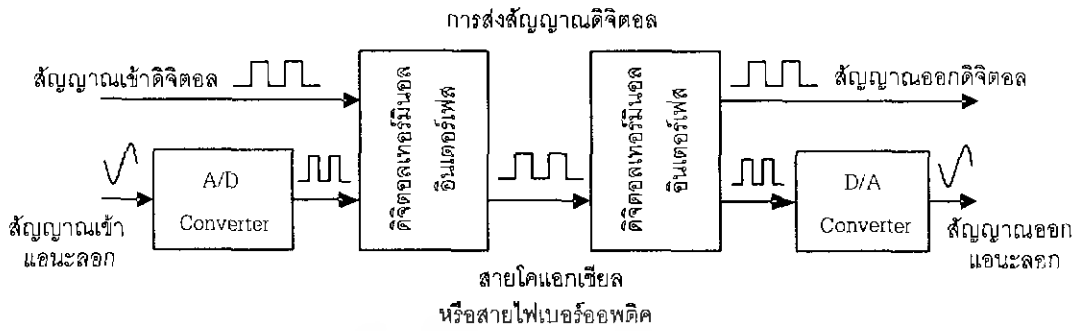 การส่งสัญญาณดิจิตอล
สัญญาณเข้าดิจิตอล
ดิจิตอลเทอร์มินอล
อินเตอร์เฟส
ดิจิตอลเทอร์มินอล
อินเตอร์เฟส
สัญญาณออกดิจิตอล
A/D
Converter
D/A
Converter
สัญญาณเข้า
แอนะลอก
สัญญาณออก
แอนะลอก
สายโคแอกเซียล
หรือสายไฟเบอร์ออพติค